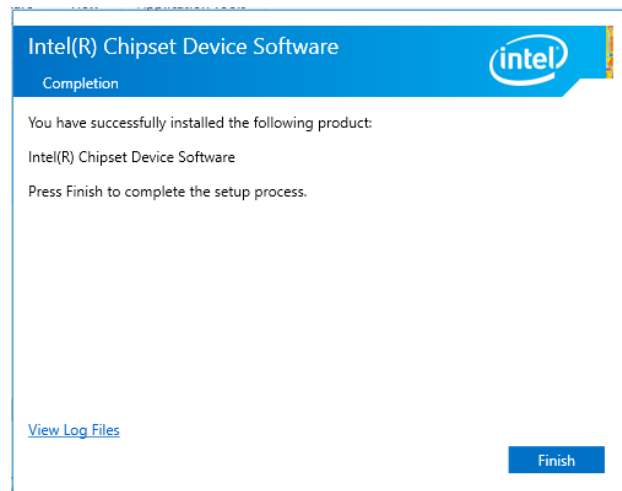 Intel(R) Chipset Device Software
intel
Completion
You have successfully installed the following product:
Intel(R) Chipset Device Software
Press Finish to complete the setup process.
View Log Files
Finish